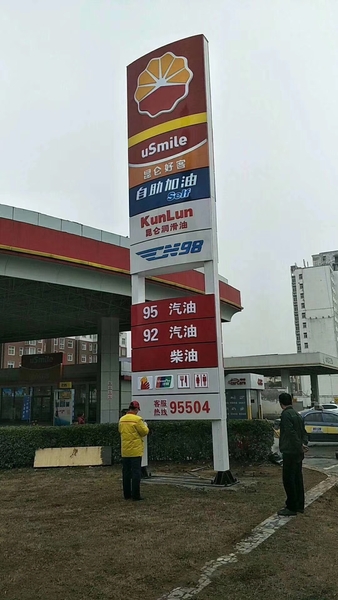 uSmile
昆仑好客
自助加油
Self
KunLun
昆仑润滑油
CN98
95 汽油
92 汽油
柴油
客服
热线 95504